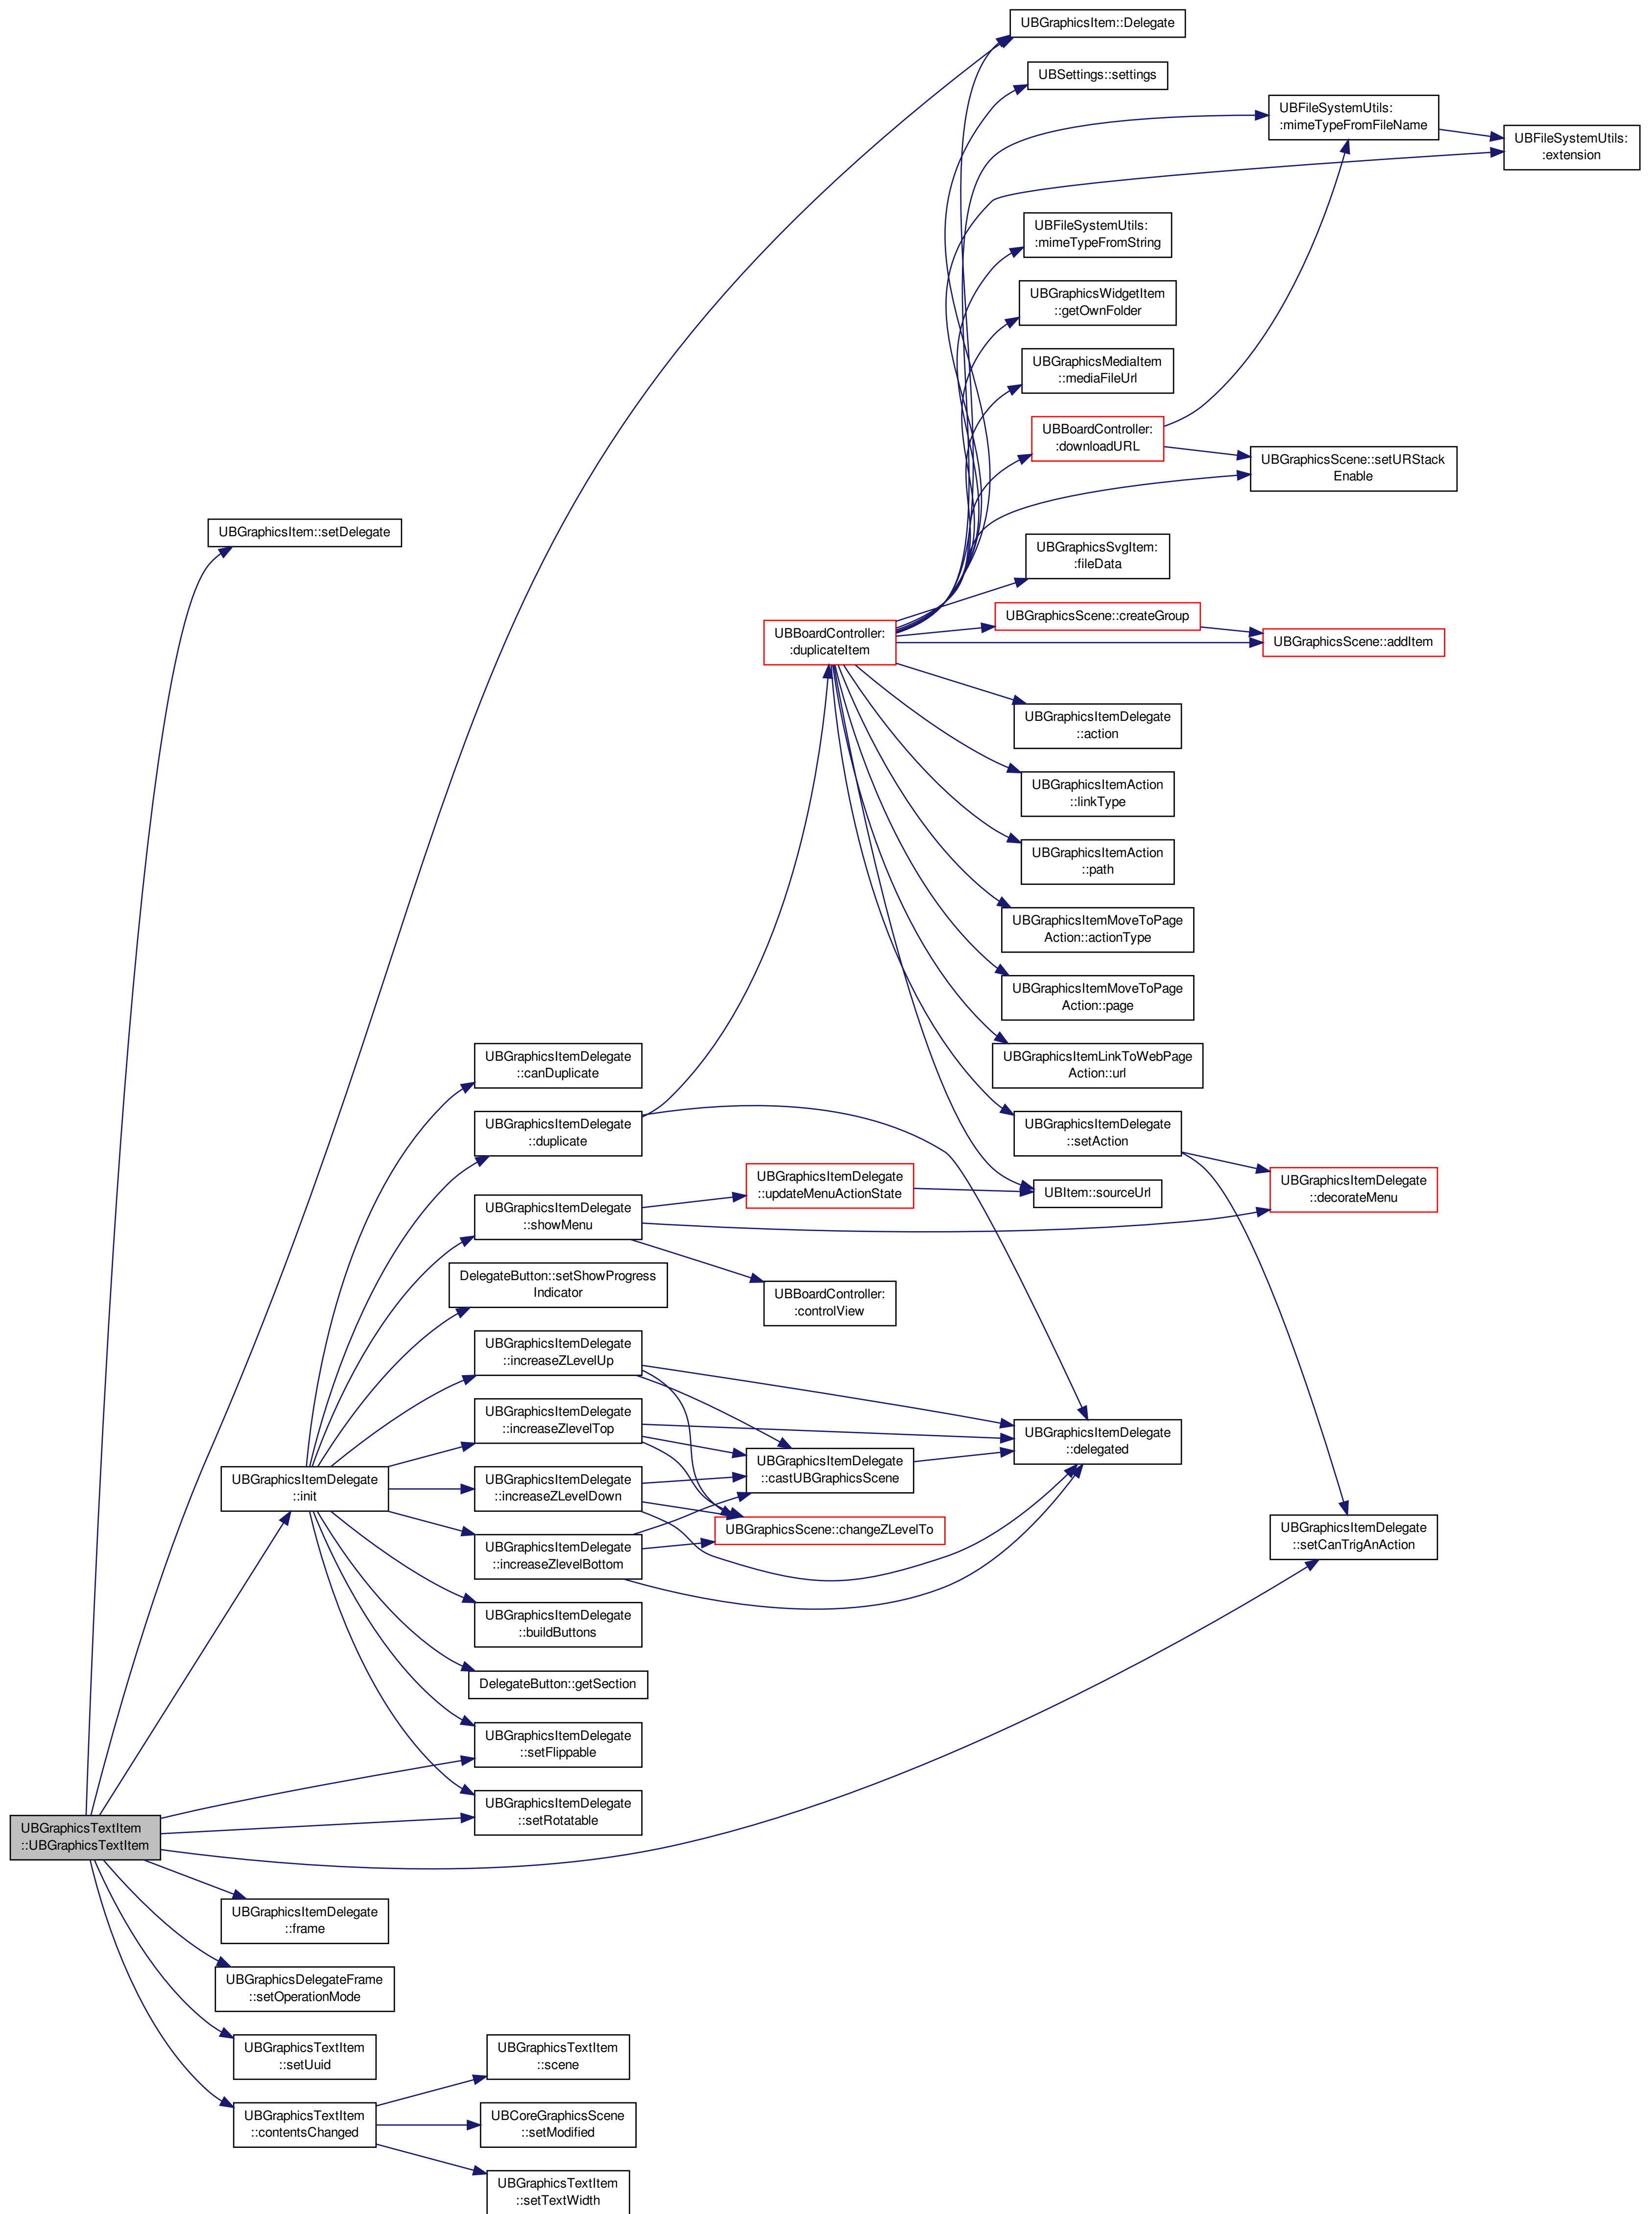 UBGraphicsItem::Delegate
UBSettings::settings
UBFileSystemUtils:
:mimeTypeFromFileName
UBFileSystemUtils:
:extension
UBFileSystemUtils:
:mimeTypeFromString
UBGraphicsWidgetItem
::getOwnFolder
UBGraphicsMediaItem
::mediaFileUrl
UBBoardController:
:downloadURL
UBGraphicsScene::setURStack
Enable
UBGraphicsItem::setDelegate
UBGraphicsSvgItem:
:fileData
UBGraphicsScene::createGroup
UBBoardController:
:duplicateItem
UBGraphicsScene::addItem
UBGraphicsItemDelegate
::action
UBGraphicsItemAction
::linkType
UBGraphicsItemAction
::path
UBGraphicsItemMoveToPage
Action::actionType
UBGraphicsItemMoveToPage
Action::page
UBGraphicsItemDelegate
::canDuplicate
UBGraphicsItemLinkToWebPage
Action::url
UBGraphicsItemDelegate
::duplicate
UBGraphicsItemDelegate
::setAction
UBGraphicsItemDelegate
::updateMenuActionState
UBItem::sourceUrl
UBGraphicsItemDelegate
::decorateMenu
UBGraphicsItemDelegate
::showMenu
DelegateButton::setShowProgress
Indicator
UBBoardController:
:controlView
UBGraphicsItemDelegate
::increaseZLevelUp
UBGraphicsItemDelegate
::increaseZlevelTop
UBGraphicsItemDelegate
::delegated
UBGraphicsItemDelegate
::castUBGraphicsScene
UBGraphicsItemDelegate
::init
UBGraphicsItemDelegate
::increaseZLevelDown
UBGraphicsScene::changeZLevelTo
UBGraphicsItemDelegate
::setCanTrigAnAction
UBGraphicsItemDelegate
::increaseZlevelBottom
UBGraphicsItemDelegate
::buildButtons
DelegateButton::getSection
UBGraphicsItemDelegate
::setFlippable
UBGraphicsItemDelegate
::setRotatable
UBGraphicsTextItem
::UBGraphicsTextItem
UBGraphicsItemDelegate
::frame
UBGraphicsDelegateFrame
::setOperationMode
UBGraphicsTextItem
::setUuid
UBGraphicsTextItem
::scene
UBGraphicsTextItem
::contentsChanged
UBCoreGraphicsScene
::setModified
UBGraphicsTextItem
::setTextWidth